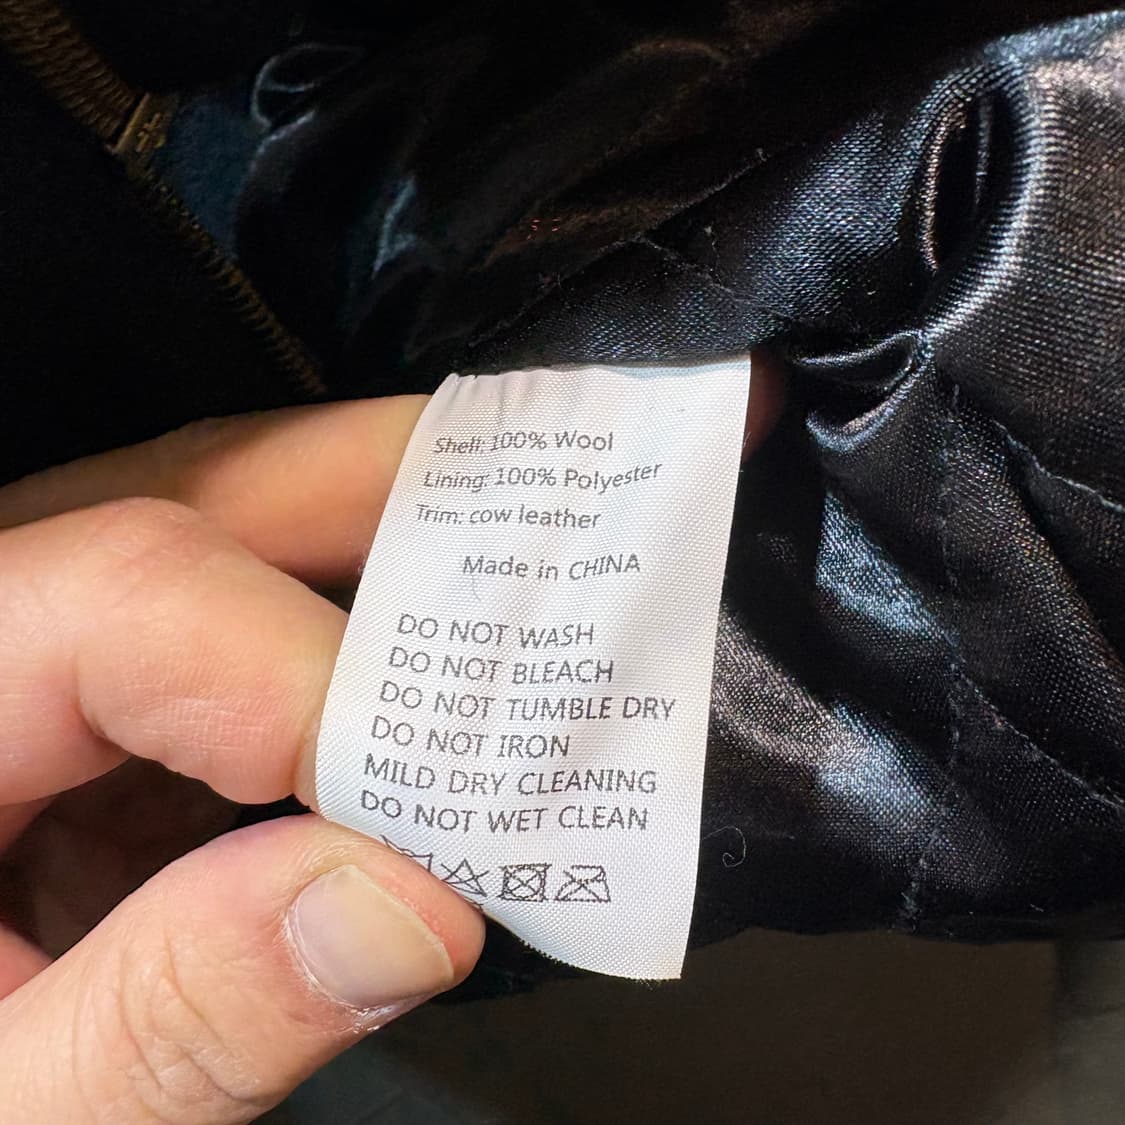 Shell: 100% Wool
Lining: 100% Polyester
Trim: cow leather
Made in CHINA
DO NOT WASH
DO NOT BLEACH
DO NOT TUMBLE DRY
DO NOT IRON
MILD DRY CLEANING
DO NOT WET CLEAN